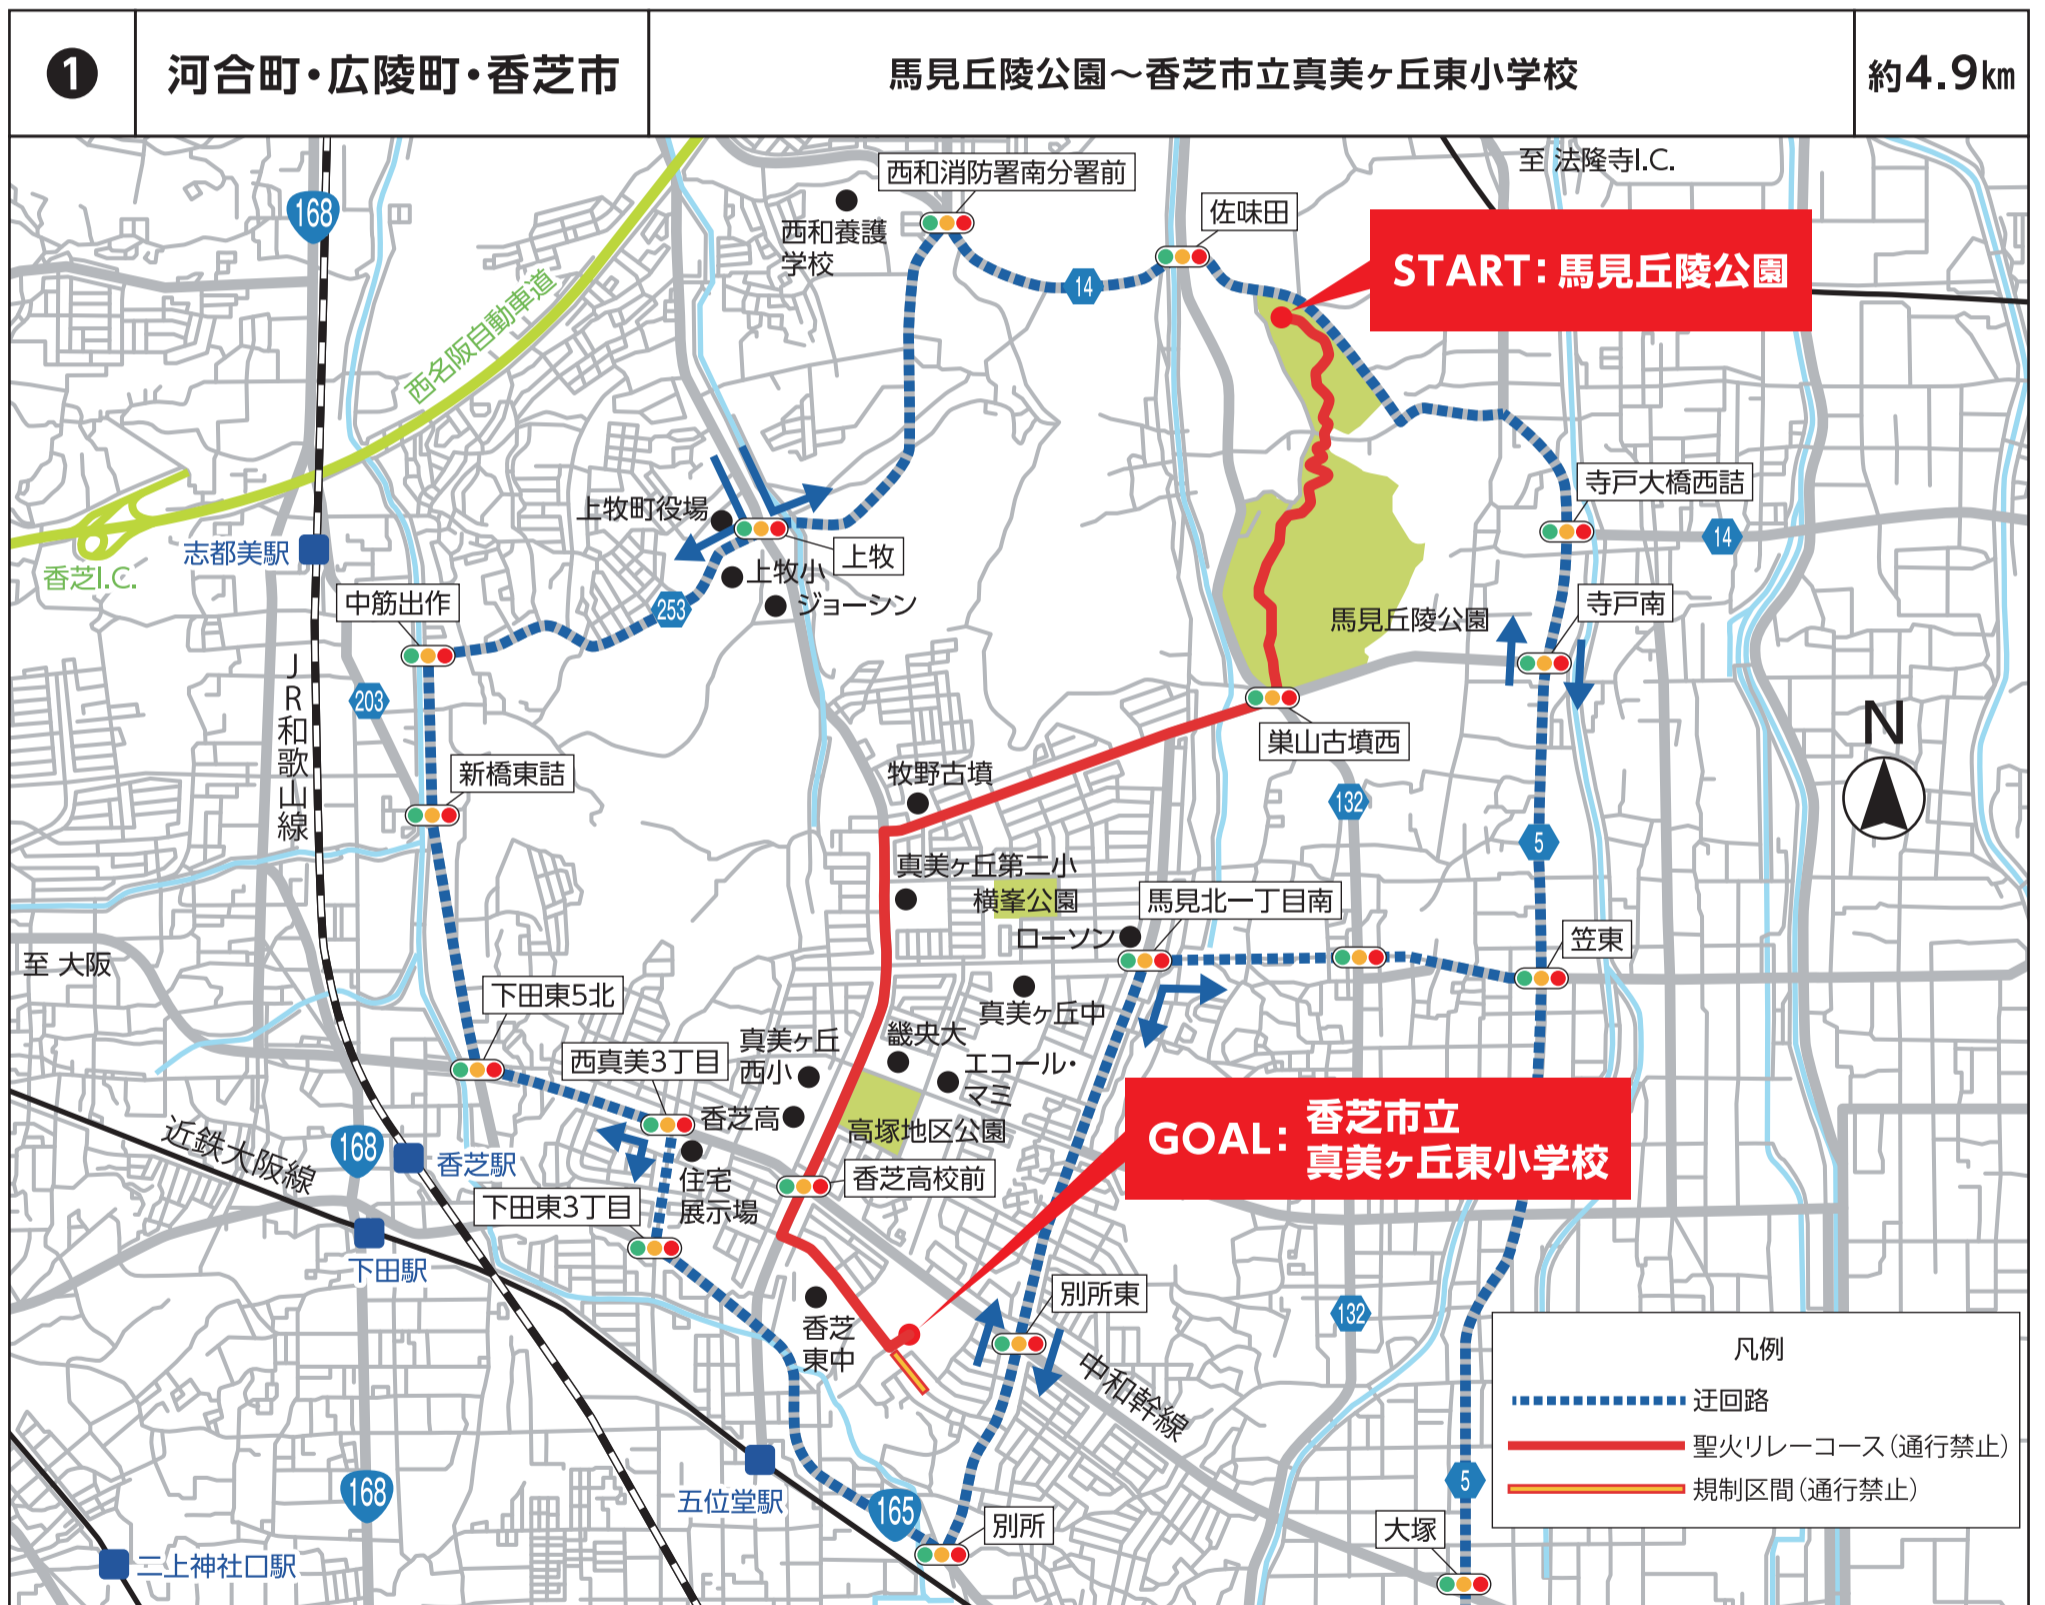 ❶
河合町・広陵町・香芝市
馬見丘陵公園～香芝市立真美ヶ丘東小学校
約4.9㎞
至 法隆寺I.C.
西和消防署南分署前
168
西和養護
学校
佐味田
START：馬見丘陵公園
14
西名阪自動車道
寺戸大橋西詰
上牧町役場
14
志都美駅
上牧
香芝I.C.
上牧小
中筋出作
ジョーシン
253
寺戸南
馬見丘陵公園
JR和歌山線
203
N
巣山古墳西
新橋東詰
牧野古墳
132
5
真美ヶ丘第二小
横峯公園
馬見北一丁目南
ローソン
笠東
至 大阪
下田東5北
真美ヶ丘中
畿央大
真美ヶ丘
西小
西真美3丁目
エコール・
マミ
香芝高
高塚地区公園
GOAL：
香芝市立
真美ヶ丘東小学校
近鉄大阪線
168
香芝駅
住宅
展示場
香芝高校前
下田東3丁目
下田駅
別所東
132
香芝
東中
中和幹線
凡例
迂回路
聖火リレーコース（通行禁止）
規制区間（通行禁止）
5
168
五位堂駅
165
別所
大塚
二上神社口駅